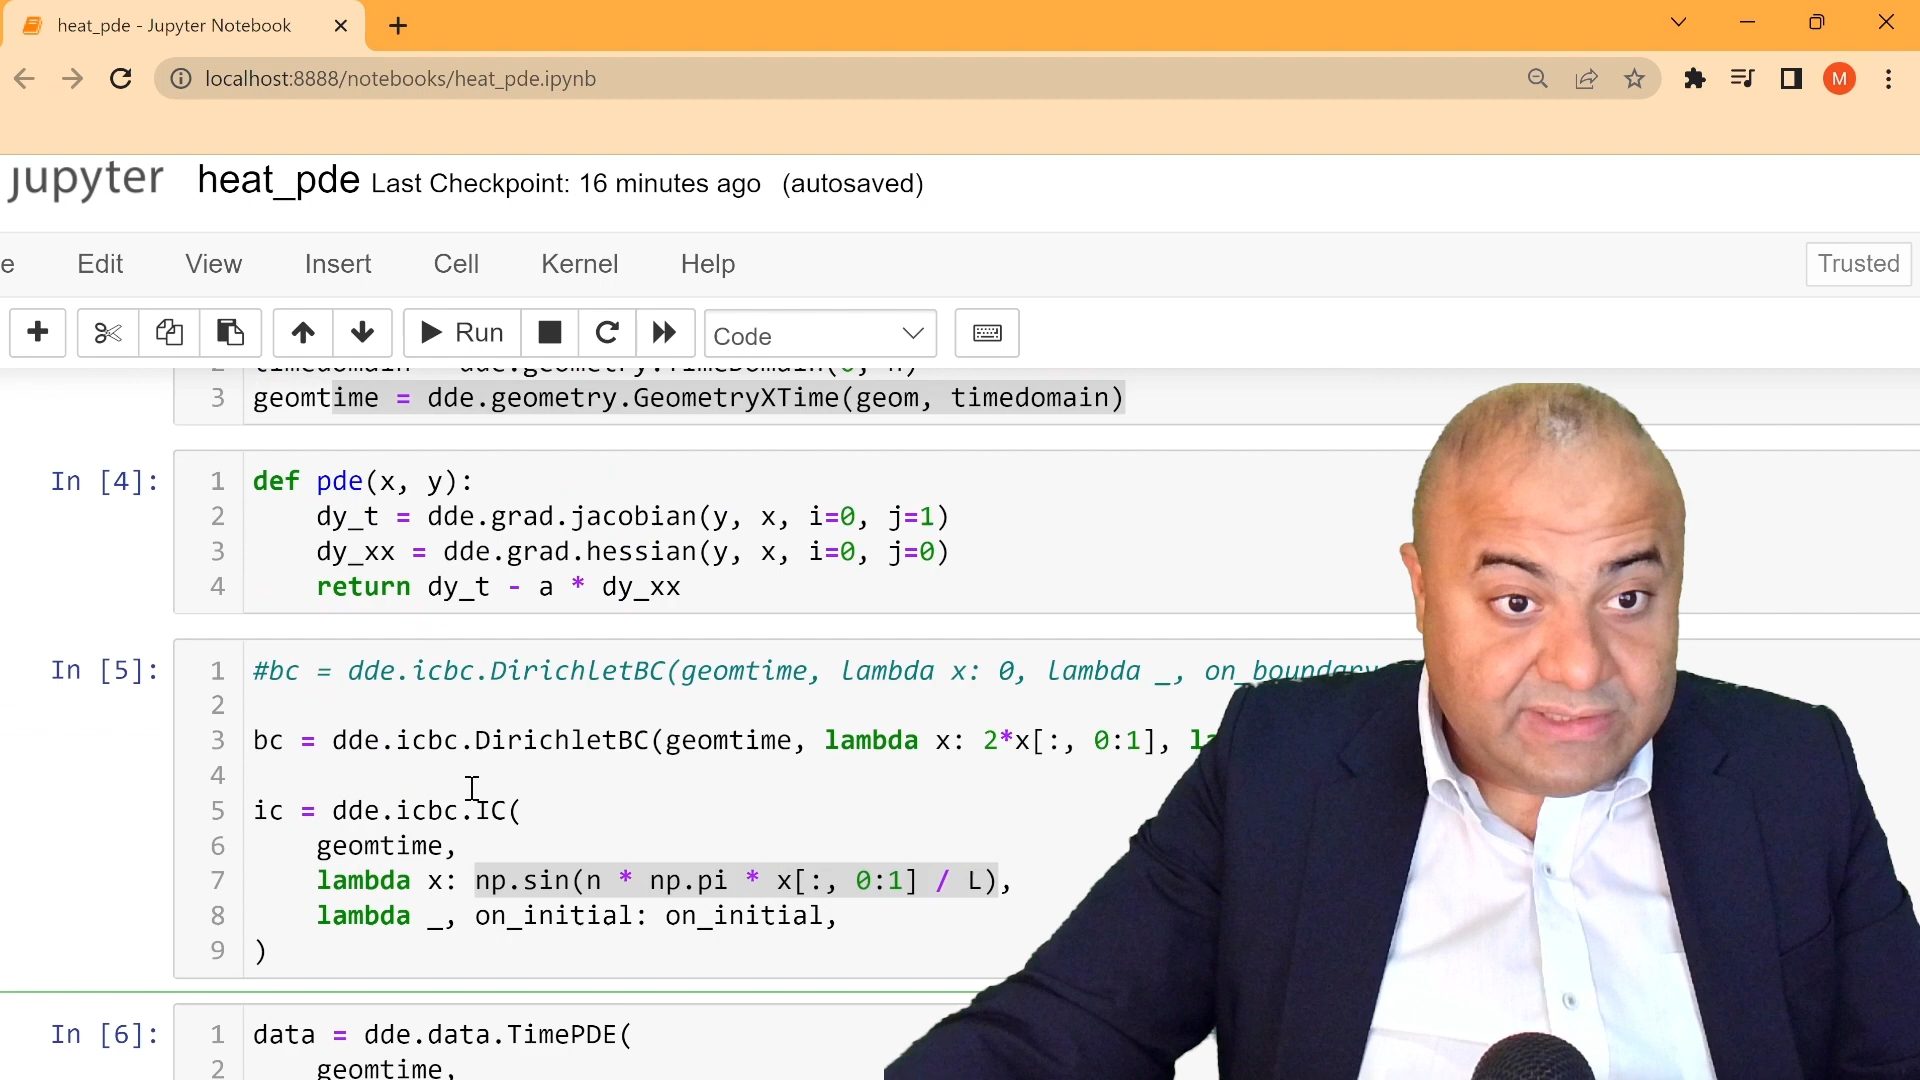 heat_pde - Jupyter Notebook
localhost:8888/notebooks/heat_pde.ipynb
M
jupyter heat_pde Last Checkpoint: 16 minutes ago (autosaved)
e Edit View Insert Cell Kernel Help Trusted
Run Code
3 geomtime = dde.geometry.GeometryXTime(geom, timedomain)
In [4]:
1 def pde(x, y):
2 dy_t = dde.grad.jacobian(y, x, i=0, j=1)
3 dy_xx = dde.grad.hessian(y, x, i=0, j=0)
4 return dy_t - a * dy_xx
In [5]:
1 #bc = dde.icbc.DirichletBC(geomtime, lambda x: 0, lambda _, on_boundary
2
3 bc = dde.icbc.DirichletBC(geomtime, lambda x: 2*x[:, 0:1],
4
5 ic = dde.icbc.IC(
6 geomtime,
7 lambda x: np.sin(n * np.pi * x[:, 0:1] / L),
8 lambda _, on_initial: on_initial,
9 )
In [6]:
1 data = dde.data.TimePDE(
2 geomtime,